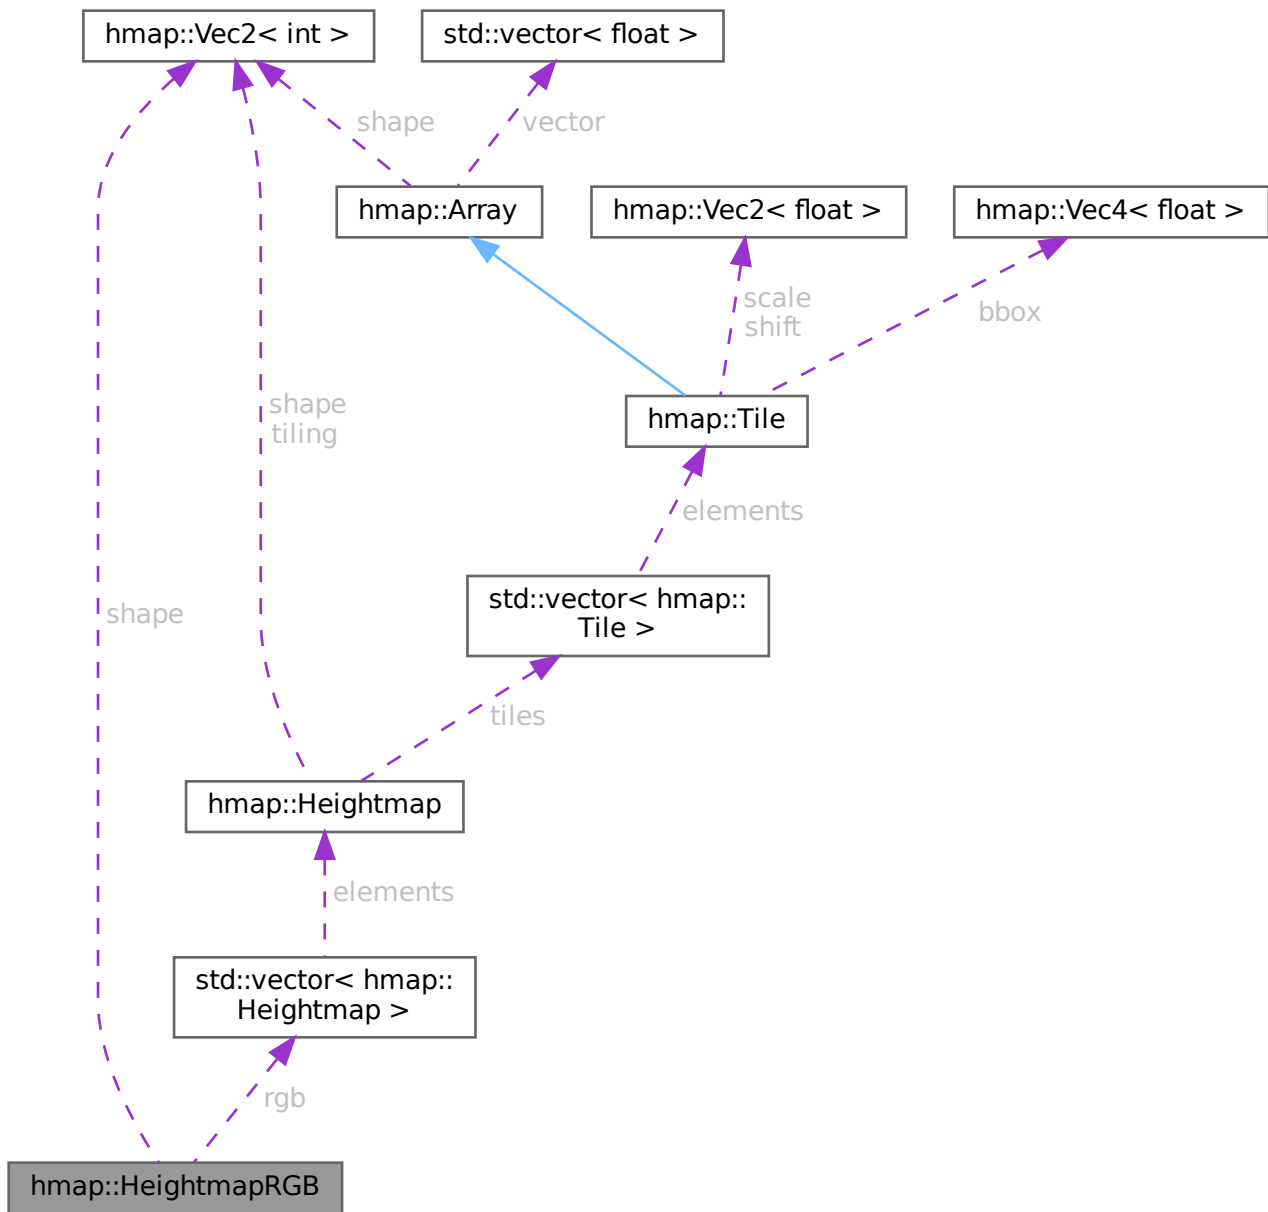 hmap::Vec2< int >
std::vector< float >
shape
vector
hmap::Array
hmap::Vec2< float >
hmap::Vec4< float >
scale
shift
bbox
shape
tiling
hmap::Tile
elements
std::vector< hmap::
Tile >
shape
tiles
hmap::Heightmap
elements
std::vector< hmap::
Heightmap >
rgb
hmap::HeightmapRGB